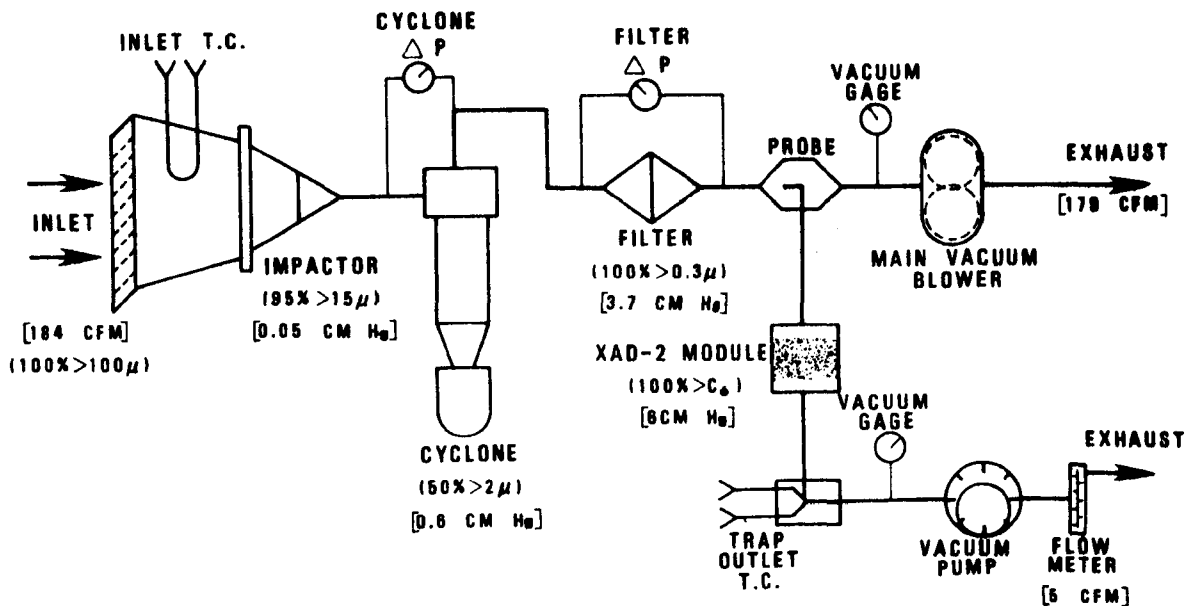 INLET T.C.
CYCLONE
△ P
FILTER
△ P
VACUUM
GAGE
PROBE
EXHAUST
[179 CFM]
INLET
IMPACTOR
(95%>15μ)
[0.05 CM Hg]
FILTER
(100%>0.3μ)
[3.7 CM Hg]
MAIN VACUUM
BLOWER
[184 CFM]
(100%>100μ)
XAD-2 MODULE
(100%>C₆)
[6CM Hg]
VACUUM
GAGE
EXHAUST
CYCLONE
(50%>2μ)
[0.6 CM Hg]
TRAP
OUTLET
T.C.
VACUUM
PUMP
FLOW
METER
[5 CFM]